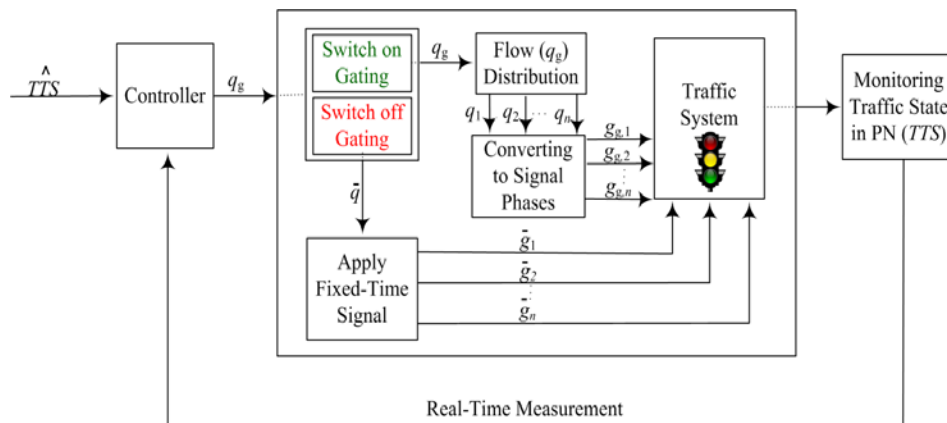 ^
TTS
Controller
q_g
Switch on
Gating
Switch off
Gating
q_g
Flow (q_g)
Distribution
q_1 q_2 ... q_n
Converting
to Signal
Phases
g_g,1
g_g,2
g_g,n
Traffic
System
Monitoring
Traffic State
in PN (TTS)
q̄
Apply
Fixed-Time
Signal
ḡ_1
ḡ_2
ḡ_n
Real-Time Measurement